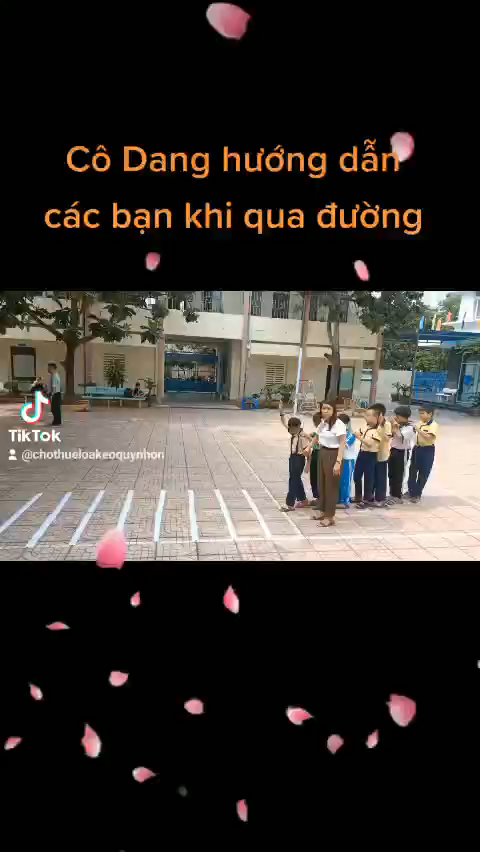 Cô Dang hướng dẫn
các bạn khi qua đường
TikTok
@chothueloakeoquynhon